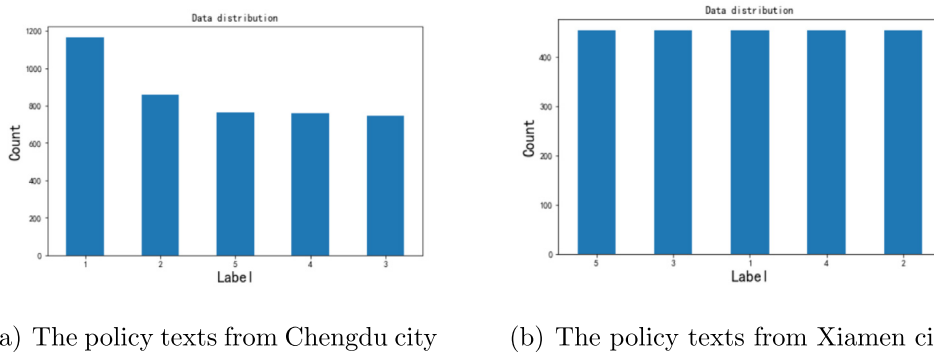 Data distribution
1200
1000
800
600
400
200
0
Count
1 2 5 4 3
Label
a) The policy texts from Chengdu city
Data distribution
400
300
200
100
0
Count
5 3 1 4 2
Label
(b) The policy texts from Xiamen ci